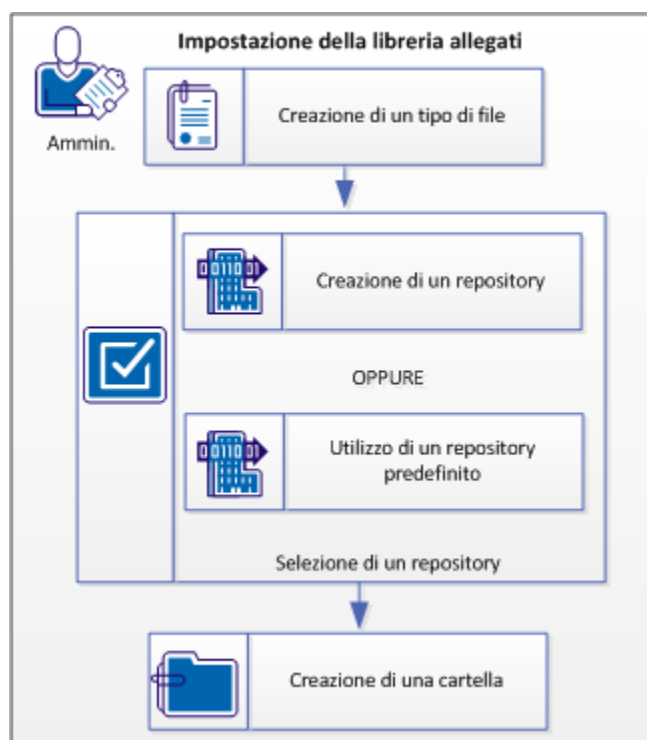 Impostazione della libreria allegati
Ammin.
Creazione di un tipo di file
Creazione di un repository
OPPURE
Utilizzo di un repository
predefinito
Selezione di un repository
Creazione di una cartella